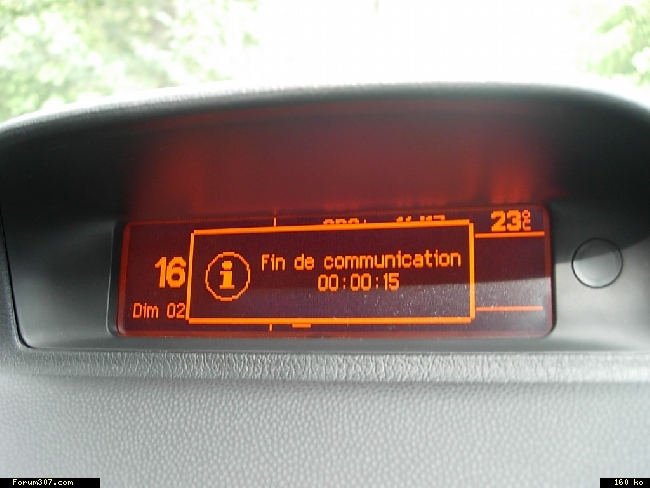 23°C
16
Fin de communication
00:00:15
Dim 02
Forum307.com
160 ko